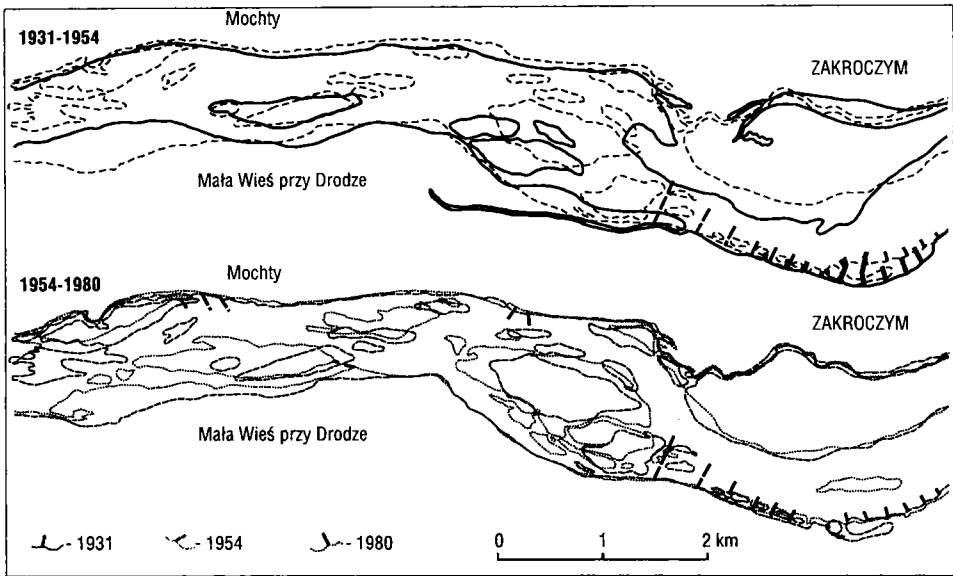 Mochty
1931-1954
ZAKROCZYM
Mała Wieś przy Drodze
Mochty
1954-1980
ZAKROCZYM
Mała Wieś przy Drodze
- 1931 - 1954 - 1980 0 1 2 km